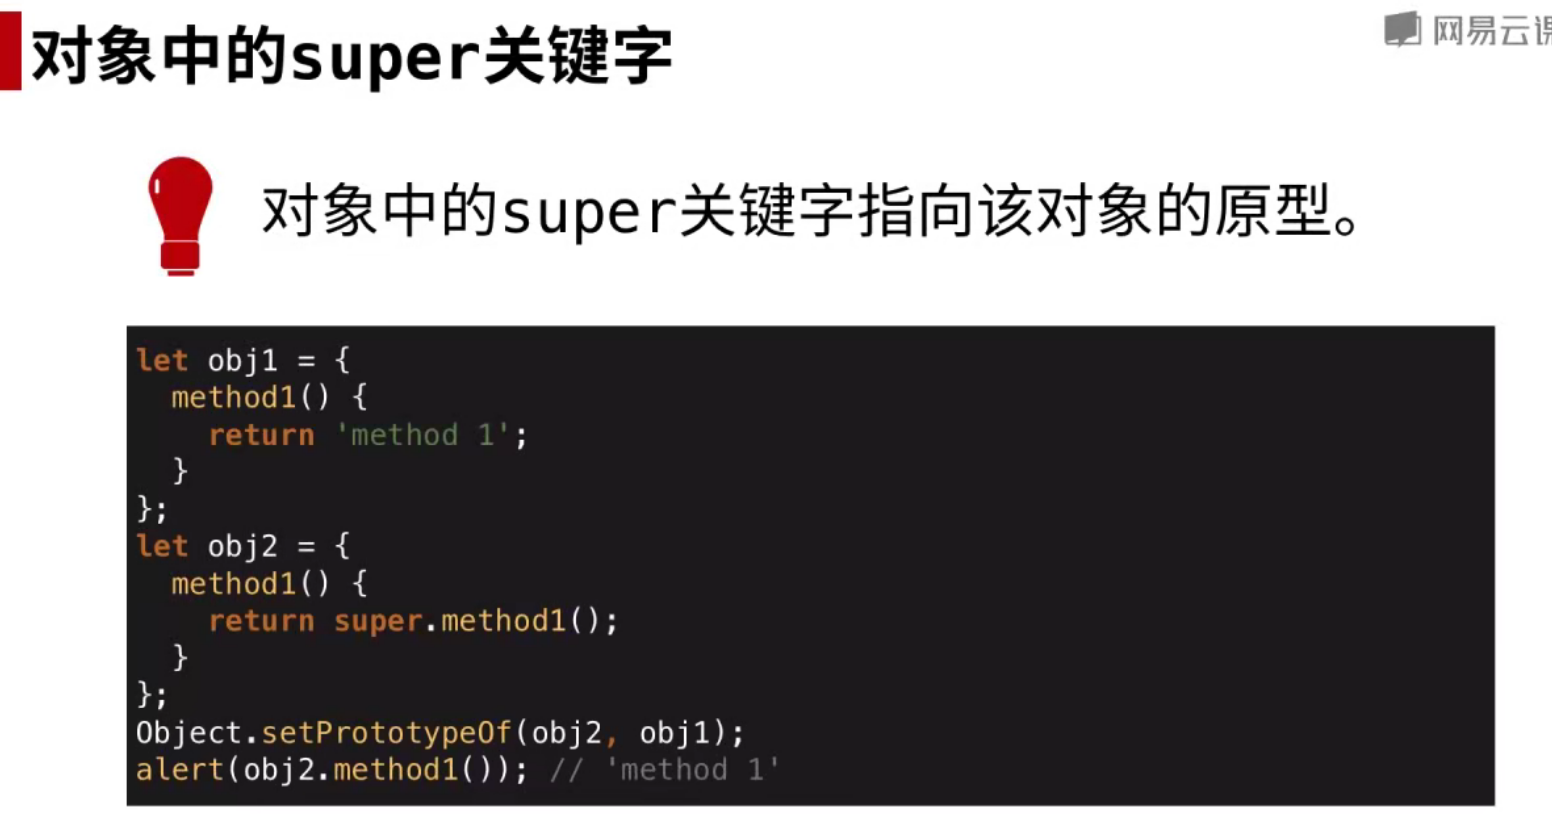 对象中的super关键字
网易云课
对象中的super关键字指向该对象的原型。
let obj1 = {
  method1() {
    return 'method 1';
  }
};
let obj2 = {
  method1() {
    return super.method1();
  }
};
Object.setPrototypeOf(obj2, obj1);
alert(obj2.method1()); // 'method 1'